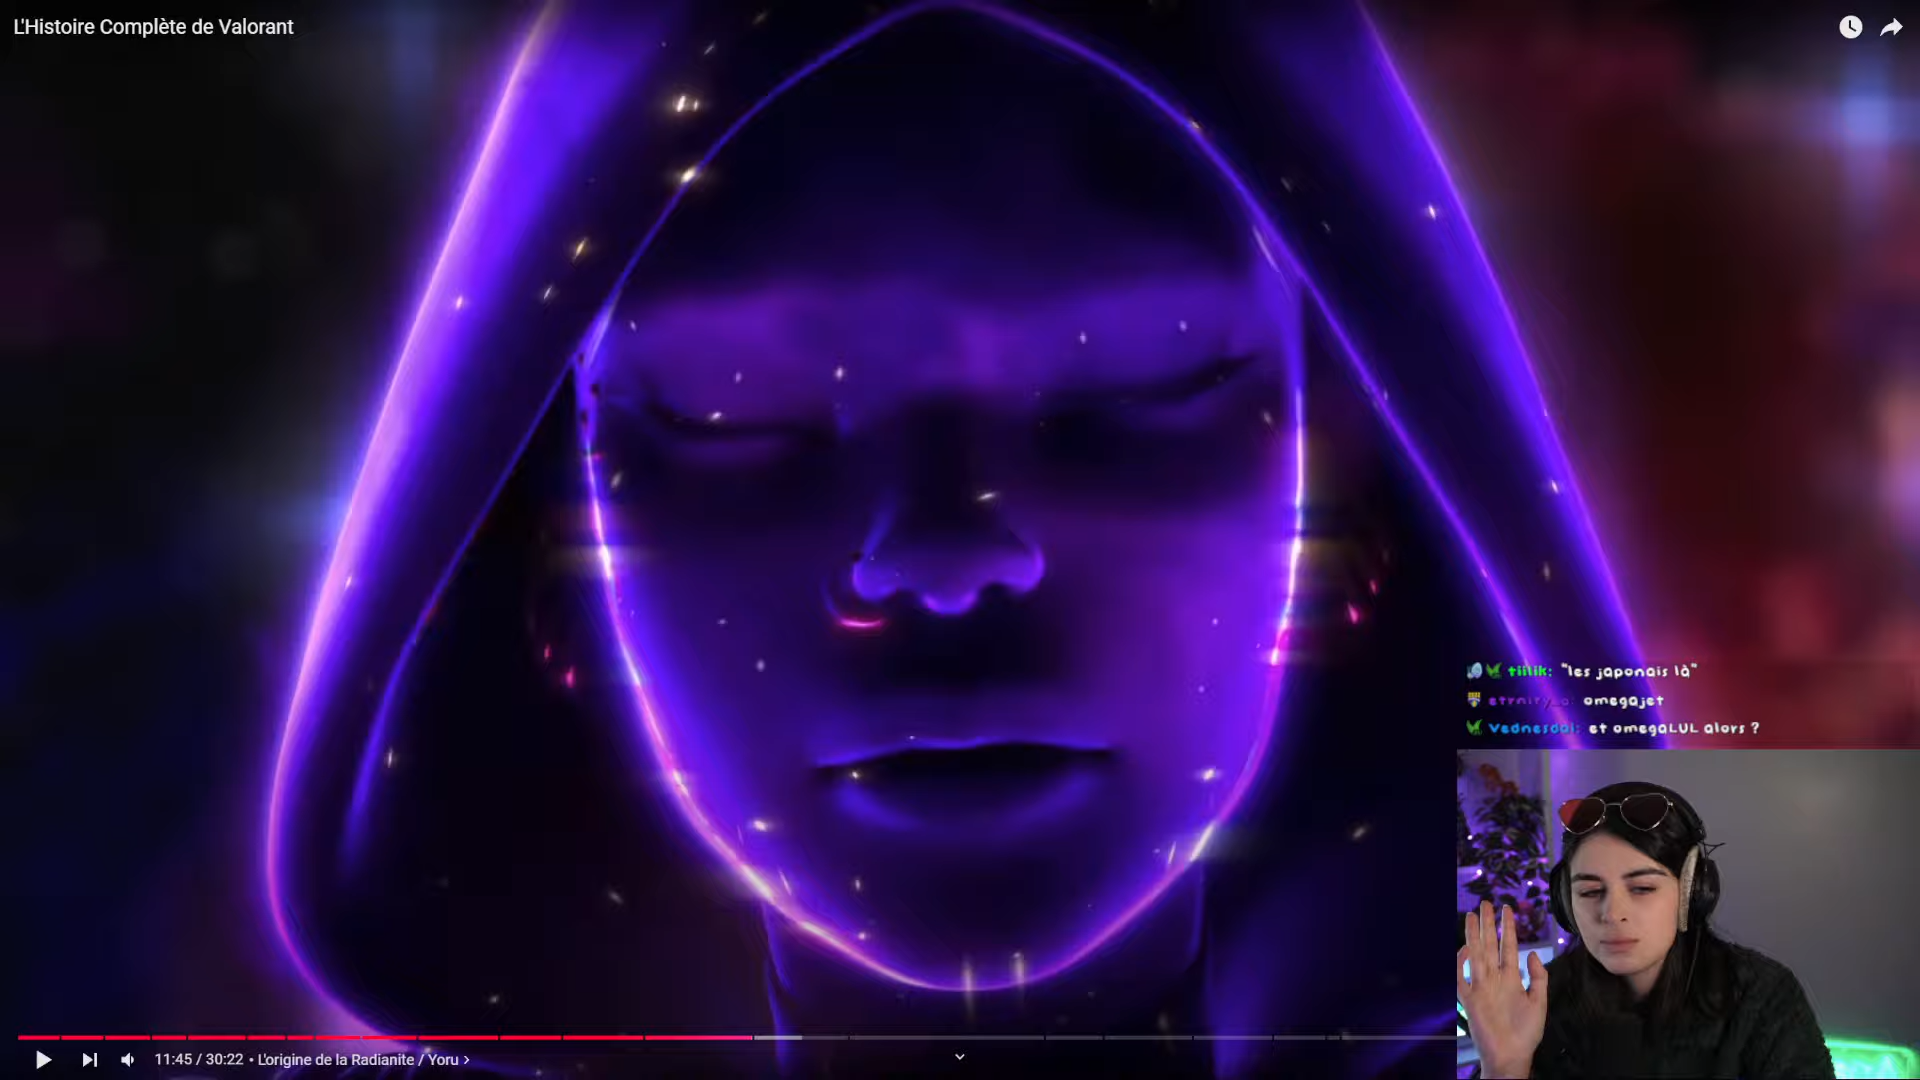 L'Histoire Complète de Valorant
tiilik: "les japonais là"
omegajet
Vednesdai: et omegaLUL alors ?
11:45 / 30:22 • L'origine de la Radianite / Yoru ›